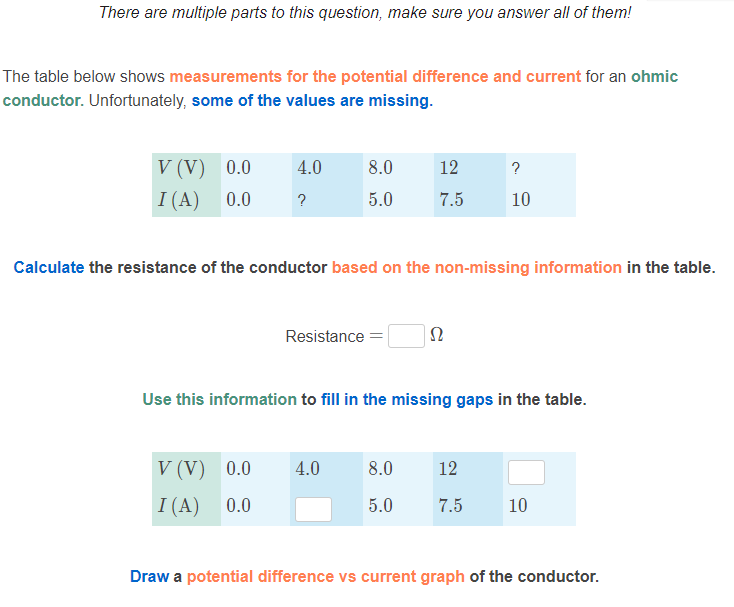 There are multiple parts to this question, make sure you answer all of them!
The table below shows measurements for the potential difference and current for an ohmic
conductor. Unfortunately, some of the values are missing.
V (V) 0.0 4.0 8.0 12 ?
I (A) 0.0 ? 5.0 7.5 10
Calculate the resistance of the conductor based on the non-missing information in the table.
Resistance = Ω
Use this information to fill in the missing gaps in the table.
V (V) 0.0 4.0 8.0 12
I (A) 0.0 5.0 7.5 10
Draw a potential difference vs current graph of the conductor.